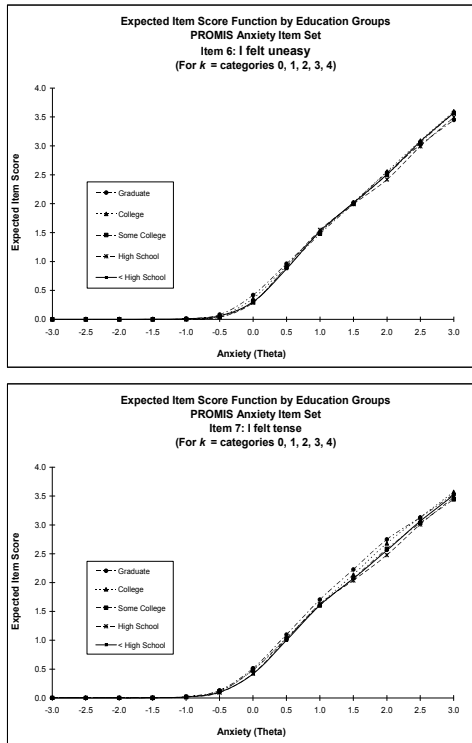 Expected Item Score Function by Education Groups
PROMIS Anxiety Item Set
Item 6: I felt uneasy
(For k = categories 0, 1, 2, 3, 4)
Expected Item Score
4.0
3.5
3.0
2.5
2.0
1.5
1.0
0.5
0.0
Graduate
College
Some College
High School
< High School
-3.0 -2.5 -2.0 -1.5 -1.0 -0.5 0.0 0.5 1.0 1.5 2.0 2.5 3.0
Anxiety (Theta)
Expected Item Score Function by Education Groups
PROMIS Anxiety Item Set
Item 7: I felt tense
(For k = categories 0, 1, 2, 3, 4)
Expected Item Score
4.0
3.5
3.0
2.5
2.0
1.5
1.0
0.5
0.0
Graduate
College
Some College
High School
< High School
-3.0 -2.5 -2.0 -1.5 -1.0 -0.5 0.0 0.5 1.0 1.5 2.0 2.5 3.0
Anxiety (Theta)